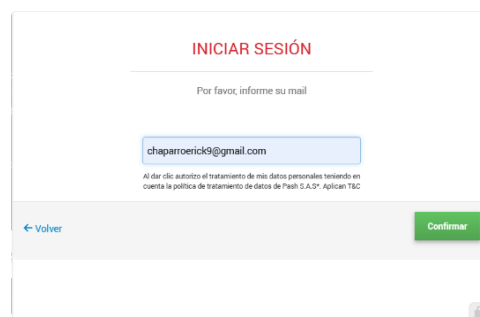 INICIAR SESIÓN
Por favor, informe su mail
chaparroerick9@gmail.com
Al dar clic autorizo el tratamiento de mis datos personales teniendo en
cuenta la política de tratamiento de datos de Pash S.A.S*. Aplican T&C
← Volver
Confirmar